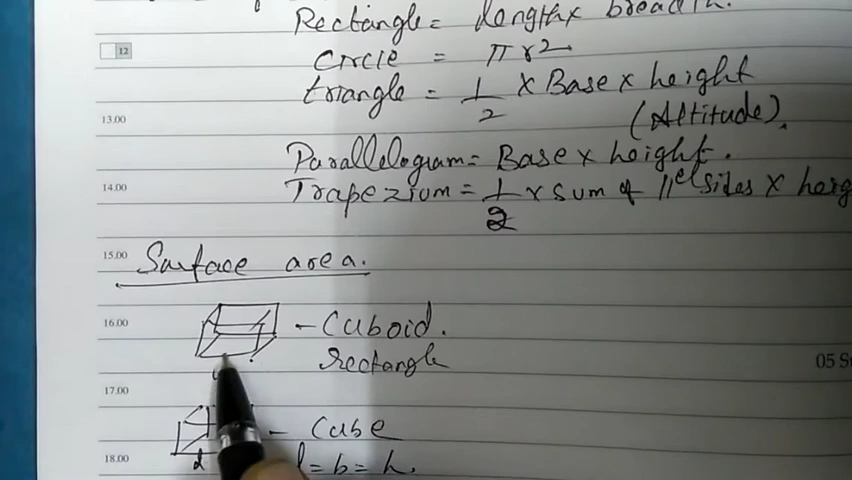 Rectangle = length x breadth.
12
Circle = πr2
triangle = 1/2 x Base x height
(Altitude).
13.00
Parallelogram = Base x height.
14.00
Trapezium = 1/2 x sum of 11el sides x heig
15.00
Surface area.
16.00
- Cuboid.
rectangle
05 S
17.00
- Cube
18.00
l = b = h.